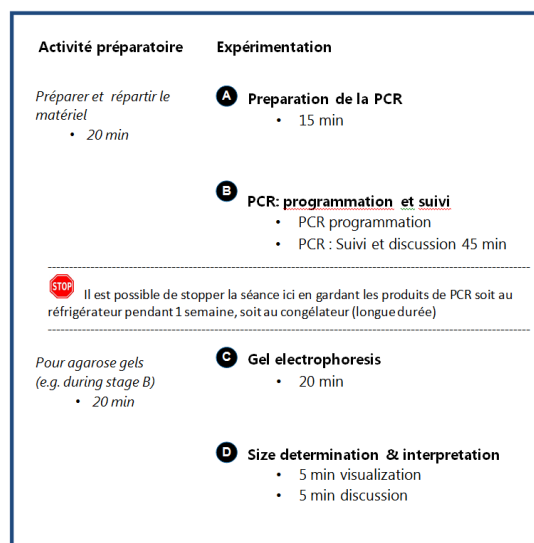 Activité préparatoire
Expérimentation
Préparer et répartir le
matériel
• 20 min
A Preparation de la PCR
• 15 min
B PCR: programmation et suivi
• PCR programmation
• PCR : Suivi et discussion 45 min
STOP Il est possible de stopper la séance ici en gardant les produits de PCR soit au
réfrigérateur pendant 1 semaine, soit au congélateur (longue durée)
Pour agarose gels
(e.g. during stage B)
• 20 min
C Gel electrophoresis
• 20 min
D Size determination & interpretation
• 5 min visualization
• 5 min discussion